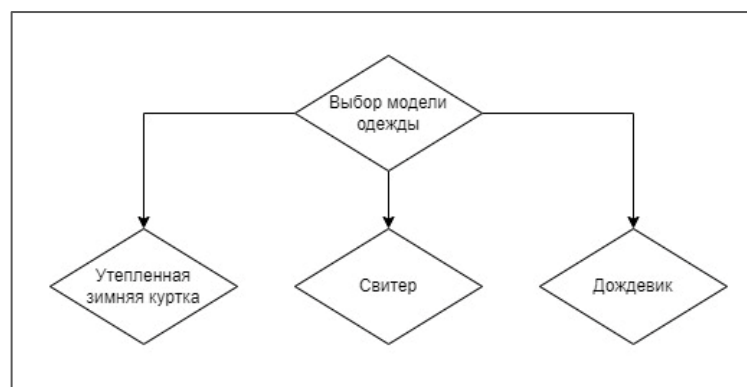 Выбор модели
одежды
Утепленная
зимняя куртка
Свитер
Дождевик